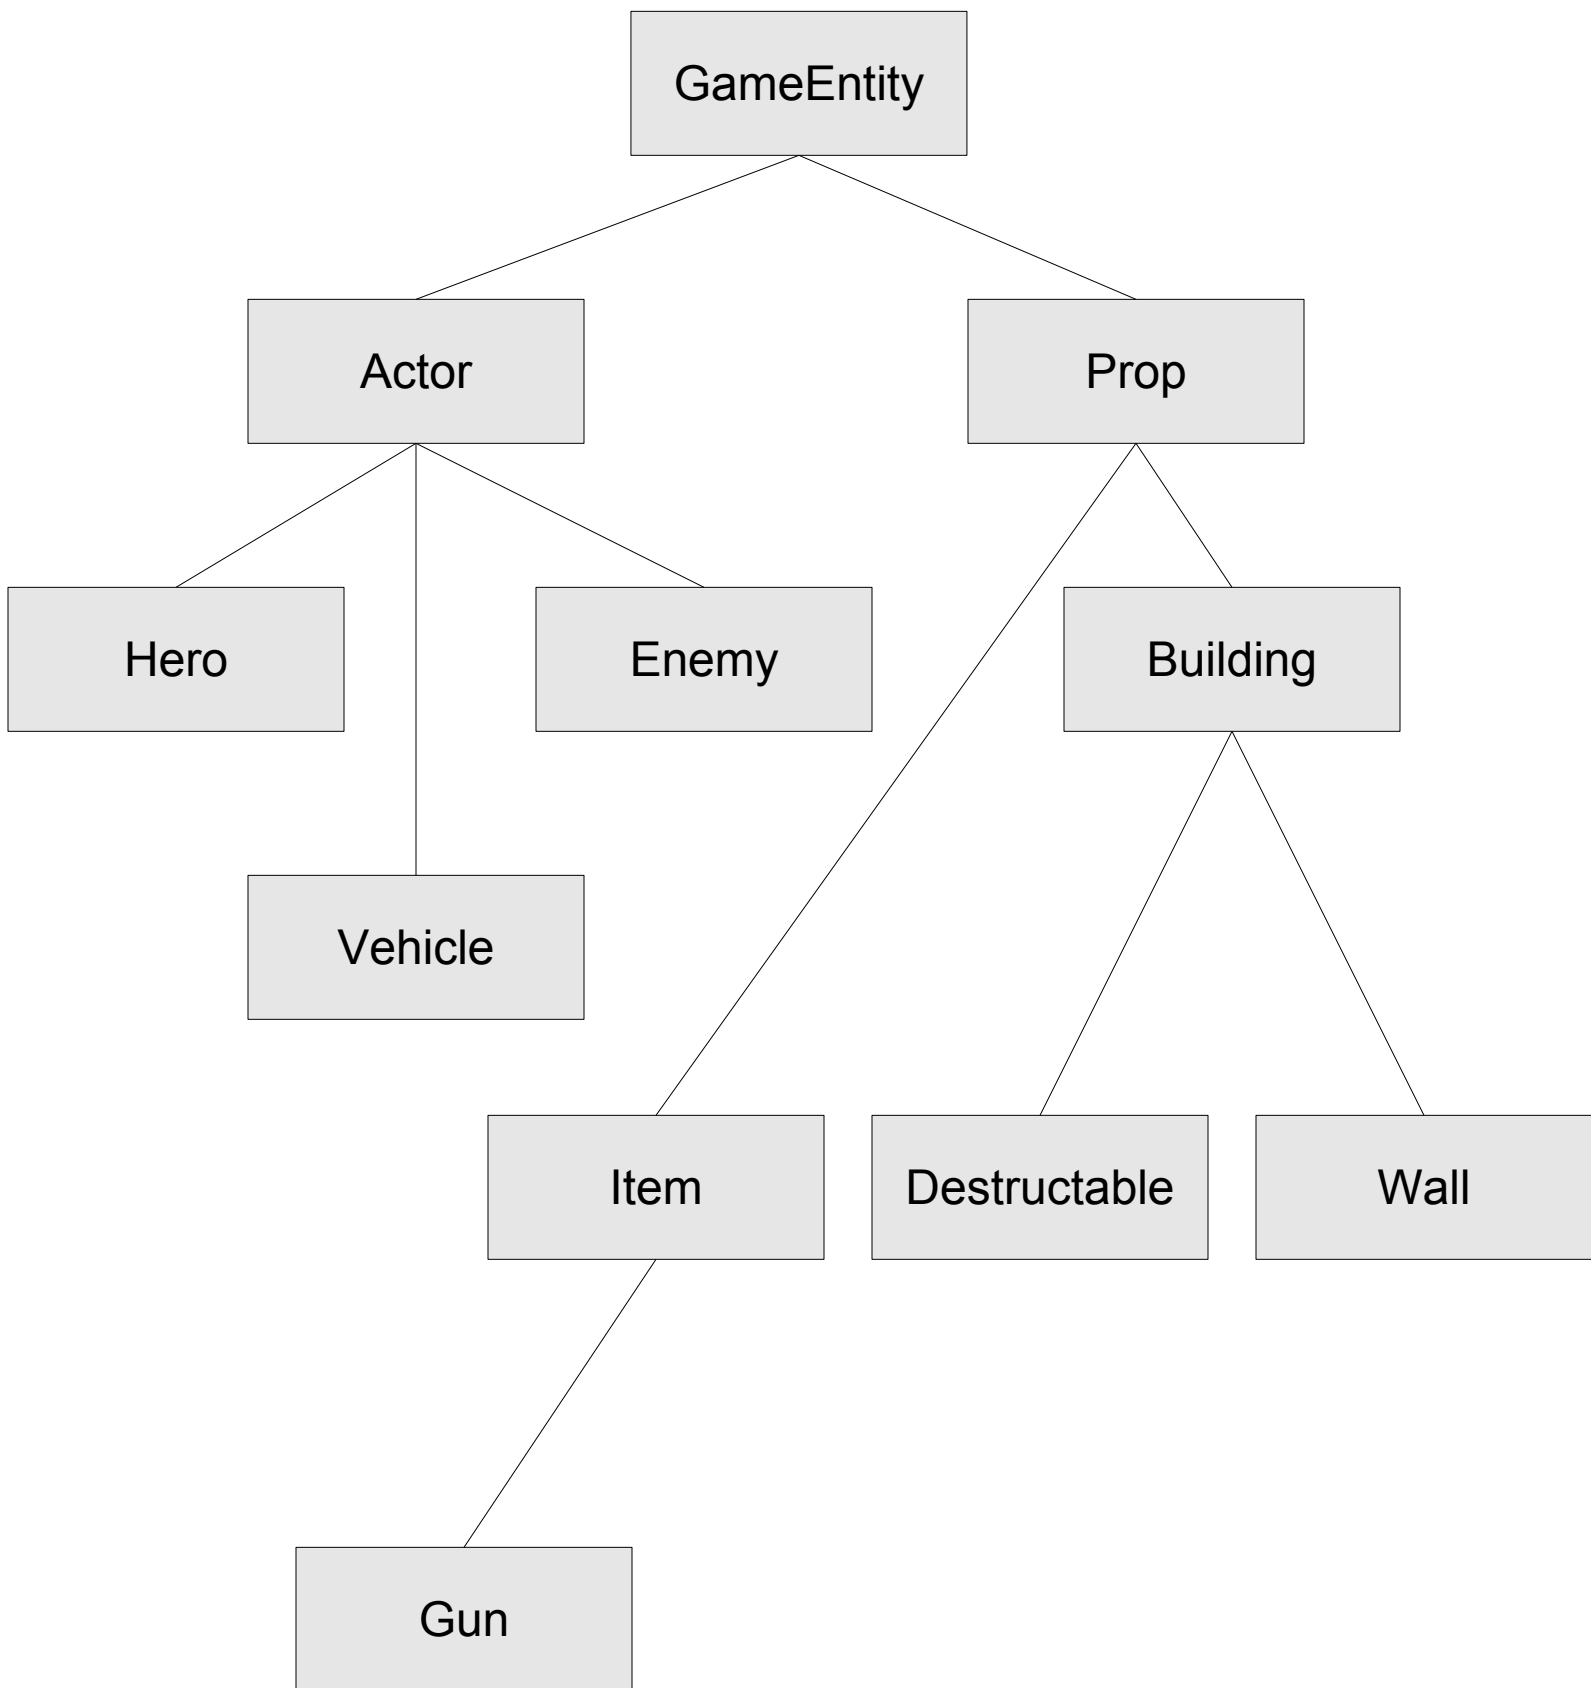 GameEntity
Actor
Prop
Hero
Enemy
Building
Vehicle
Item
Destructable
Wall
Gun